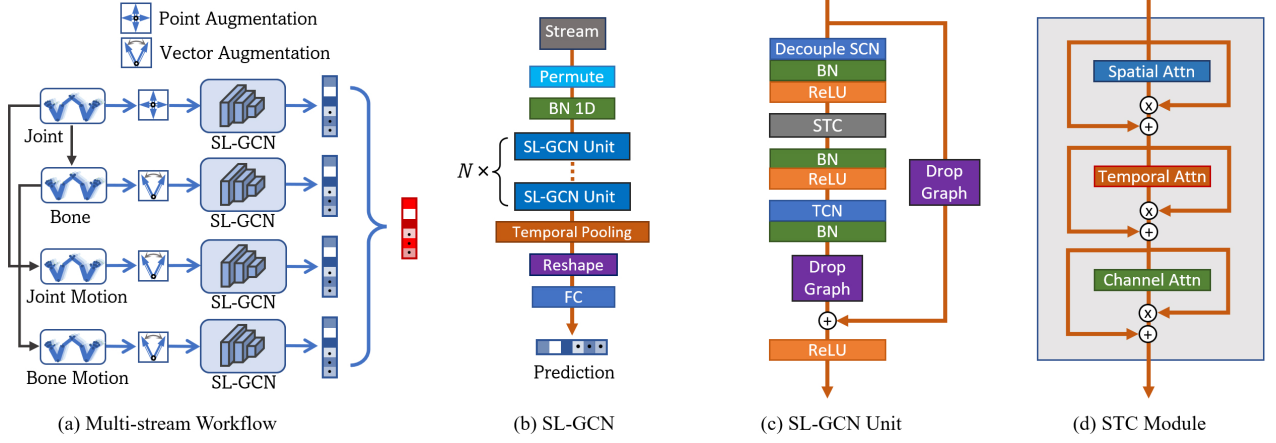 Point Augmentation
Vector Augmentation
Joint
SL-GCN
Bone
SL-GCN
Joint Motion
SL-GCN
Bone Motion
SL-GCN
(a) Multi-stream Workflow
Stream
Permute
BN 1D
SL-GCN Unit
N ×
SL-GCN Unit
Temporal Pooling
Reshape
FC
Prediction
(b) SL-GCN
Decouple SCN
BN
ReLU
STC
BN
ReLU
TCN
BN
Drop
Graph
Drop
Graph
+
ReLU
(c) SL-GCN Unit
Spatial Attn
x
+
Temporal Attn
x
+
Channel Attn
x
+
(d) STC Module